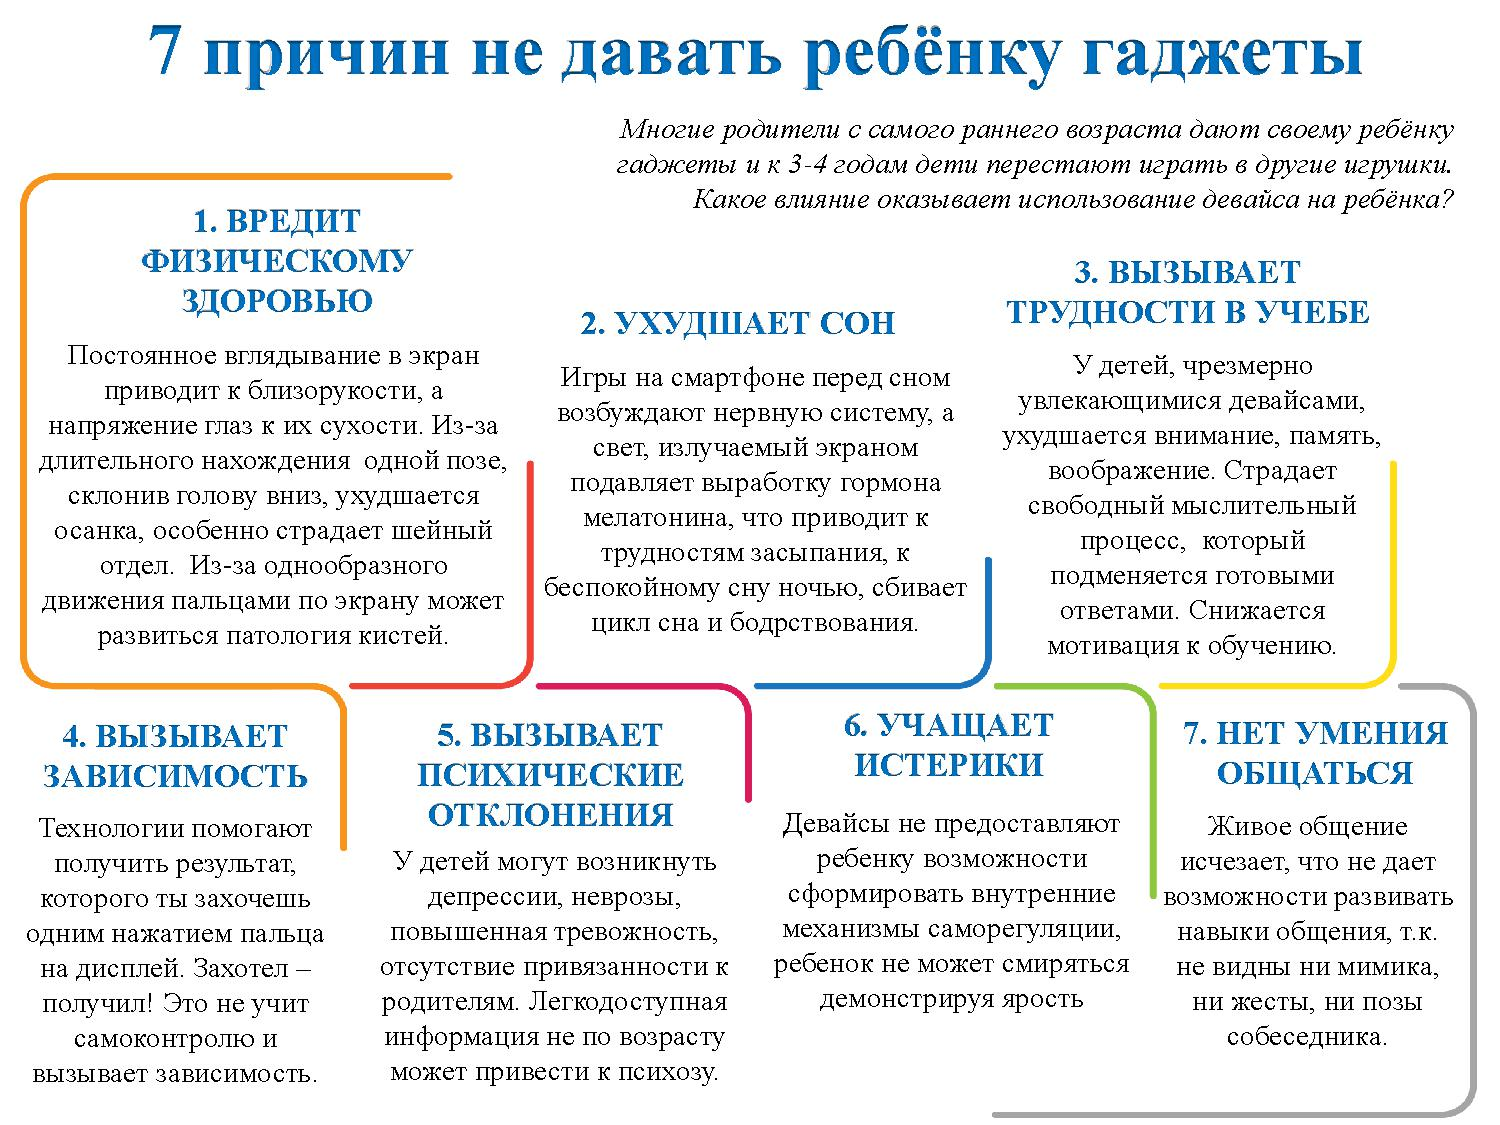 7 причин не давать ребёнку гаджеты
Многие родители с самого раннего возраста дают своему ребёнку
гаджеты и к 3-4 годам дети перестают играть в другие игрушки.
Какое влияние оказывает использование девайса на ребёнка?
1. ВРЕДИТ
ФИЗИЧЕСКОМУ
ЗДОРОВЬЮ
Постоянное вглядывание в экран
приводит к близорукости, а
напряжение глаз к их сухости. Из-за
длительного нахождения одной позе,
склонив голову вниз, ухудшается
осанка, особенно страдает шейный
отдел. Из-за однообразного
движения пальцами по экрану может
развиться патология кистей.
2. УХУДШАЕТ СОН
Игры на смартфоне перед сном
возбуждают нервную систему, а
свет, излучаемый экраном
подавляет выработку гормона
мелатонина, что приводит к
трудностям засыпания, к
беспокойному сну ночью, сбивает
цикл сна и бодрствования.
3. ВЫЗЫВАЕТ
ТРУДНОСТИ В УЧЕБЕ
У детей, чрезмерно
увлекающимися девайсами,
ухудшается внимание, память,
воображение. Страдает
свободный мыслительный
процесс, который
подменяется готовыми
ответами. Снижается
мотивация к обучению.
4. ВЫЗЫВАЕТ
ЗАВИСИМОСТЬ
Технологии помогают
получить результат,
которого ты захочешь
одним нажатием пальца
на дисплей. Захотел –
получил! Это не учит
самоконтролю и
вызывает зависимость.
5. ВЫЗЫВАЕТ
ПСИХИЧЕСКИЕ
ОТКЛОНЕНИЯ
У детей могут возникнуть
депрессии, неврозы,
повышенная тревожность,
отсутствие привязанности к
родителям. Легкодоступная
информация не по возрасту
может привести к психозу.
6. УЧАЩАЕТ
ИСТЕРИКИ
Девайсы не предоставляют
ребенку возможности
сформировать внутренние
механизмы саморегуляции,
ребенок не может смиряться
демонстрируя ярость
7. НЕТ УМЕНИЯ
ОБЩАТЬСЯ
Живое общение
исчезает, что не дает
возможности развивать
навыки общения, т.к.
не видны ни мимика,
ни жесты, ни позы
собеседника.